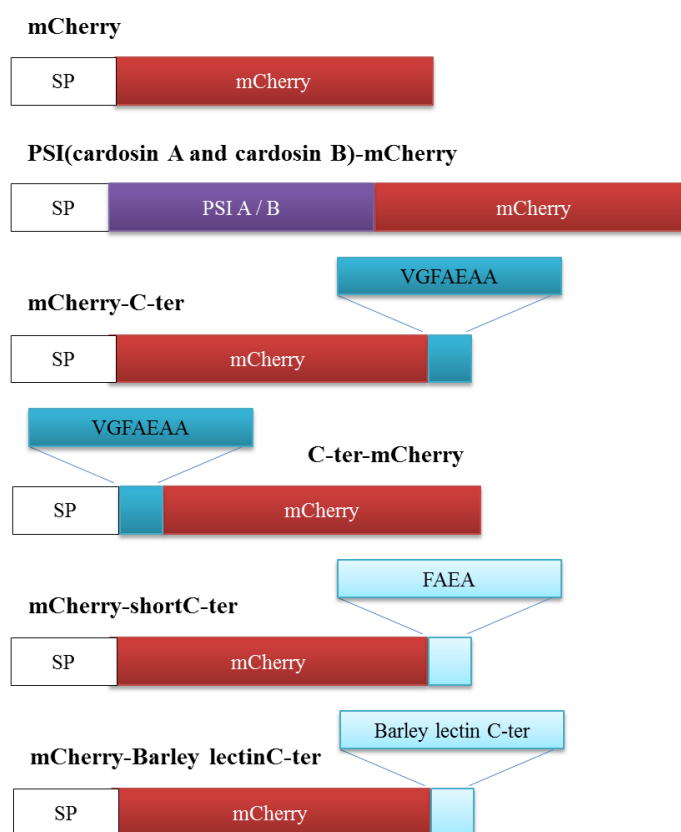 mCherry
SP mCherry
PSI(cardosin A and cardosin B)-mCherry
SP PSI A / B mCherry
VGFAEAA
mCherry-C-ter
SP mCherry
VGFAEAA
C-ter-mCherry
SP mCherry
FAEA
mCherry-shortC-ter
SP mCherry
Barley lectin C-ter
mCherry-Barley lectinC-ter
SP mCherry